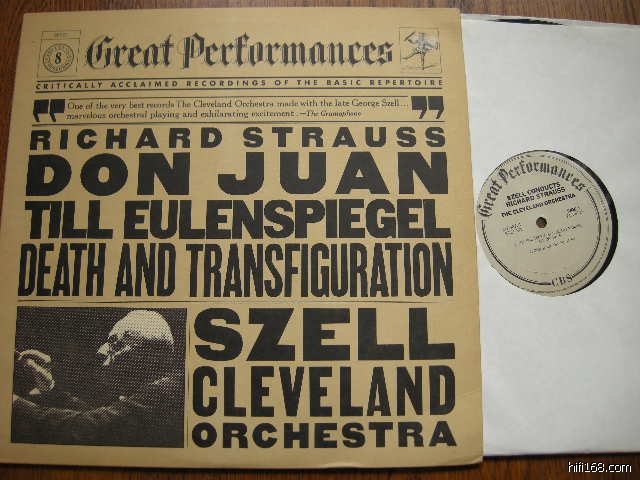 8
Great Performances
CRITICALLY ACCLAIMED RECORDINGS OF THE BASIC REPERTOIRE
"One of the very best records The Cleveland Orchestra made with the late George Szell...
marvelous orchestral playing and exhilarating excitement. —The Gramophone"
RICHARD STRAUSS
DON JUAN
TILL EULENSPIEGEL
DEATH AND TRANSFIGURATION
SZELL
CLEVELAND
ORCHESTRA
Great Performances
SZELL CONDUCTS
RICHARD STRAUSS
THE CLEVELAND ORCHESTRA
CBS
hifi168.com